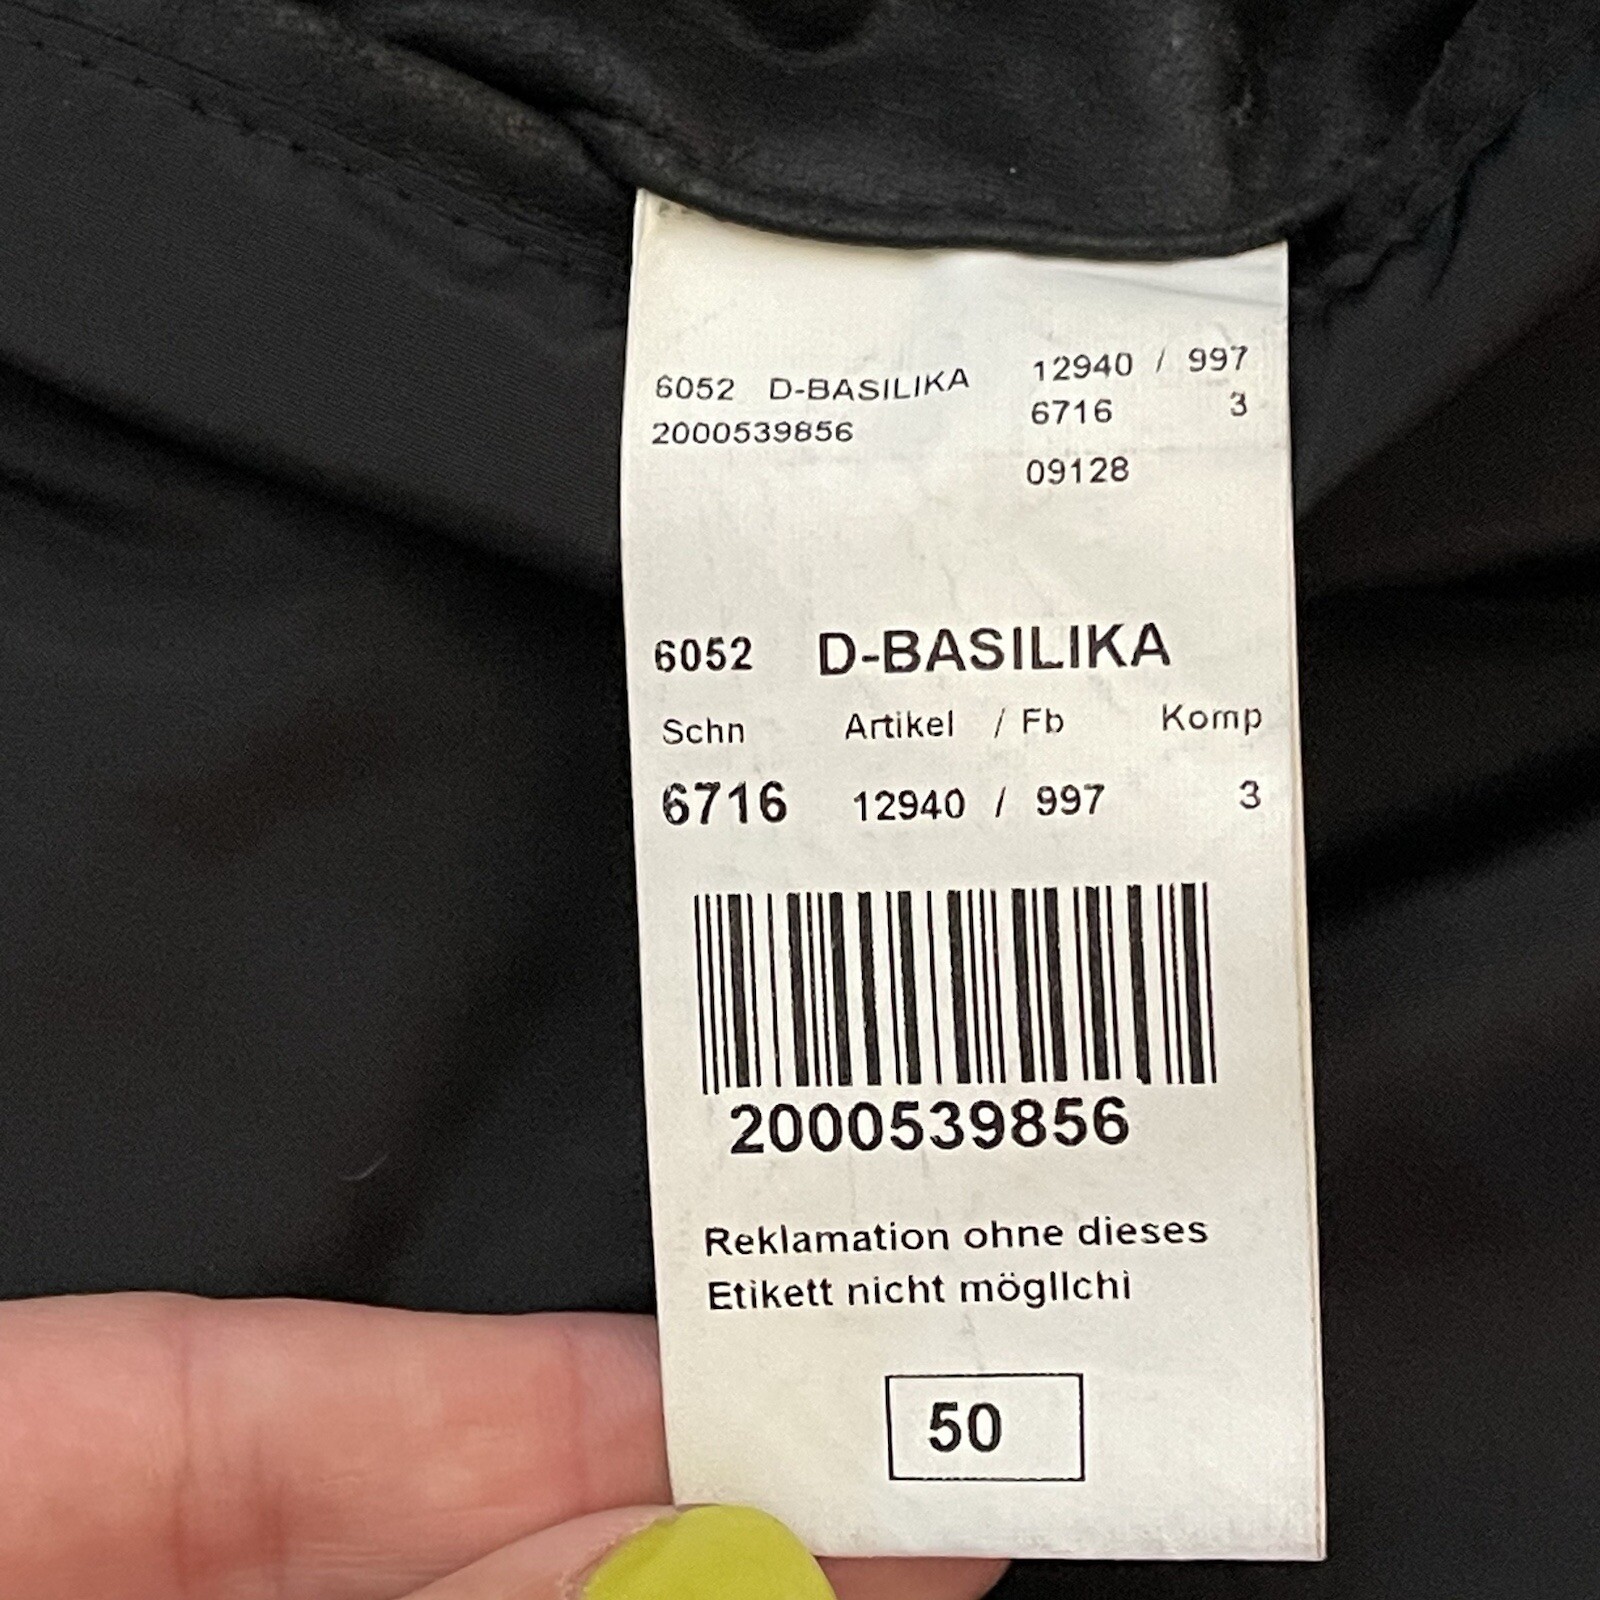 6052 D-BASILIKA 12940 / 997
2000539856 6716 3
09128
6052 D-BASILIKA
Schn Artikel / Fb Komp
6716 12940 / 997 3
2000539856
Reklamation ohne dieses
Etikett nicht mögllchi
50